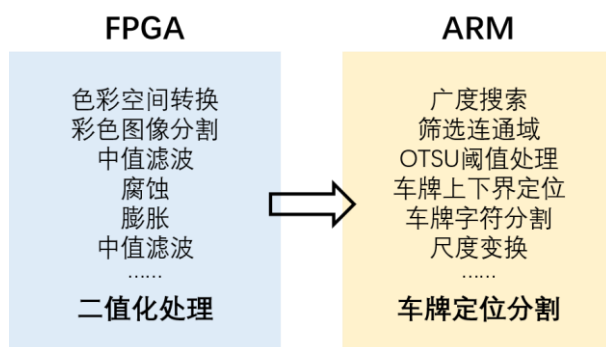 FPGA
色彩空间转换
彩色图像分割
中值滤波
腐蚀
膨胀
中值滤波
……
二值化处理
ARM
广度搜索
筛选连通域
OTSU阈值处理
车牌上下界定位
车牌字符分割
尺度变换
……
车牌定位分割